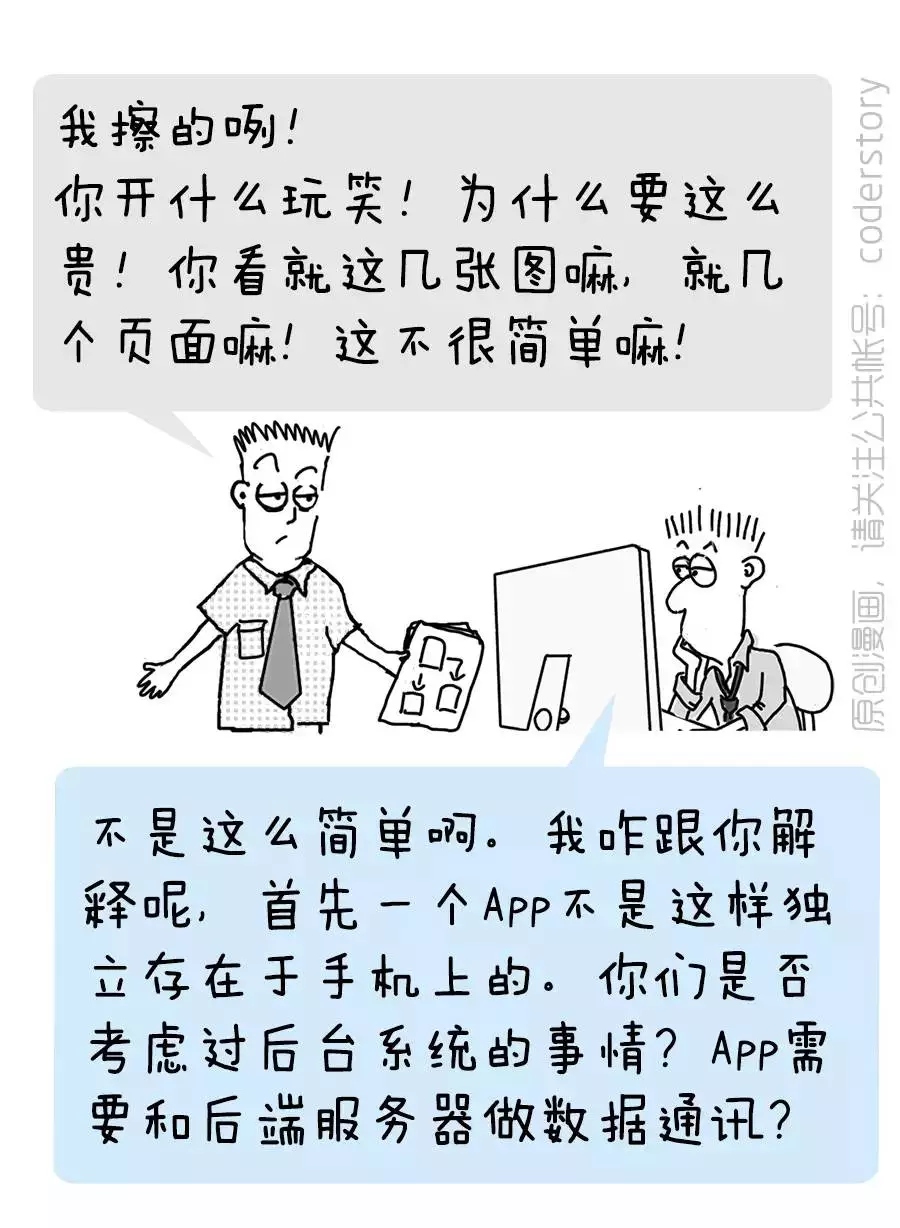 我擦的咧！
你开什么玩笑！为什么要这么
贵！你看就这几张图嘛，就几
个页面嘛！这不很简单嘛！
原创漫画，请关注公共帐号：coderstory
不是这么简单啊。我咋跟你解
释呢，首先一个App不是这样独
立存在于手机上的。你们是否
考虑过后台系统的事情？App需
要和后端服务器做数据通讯？